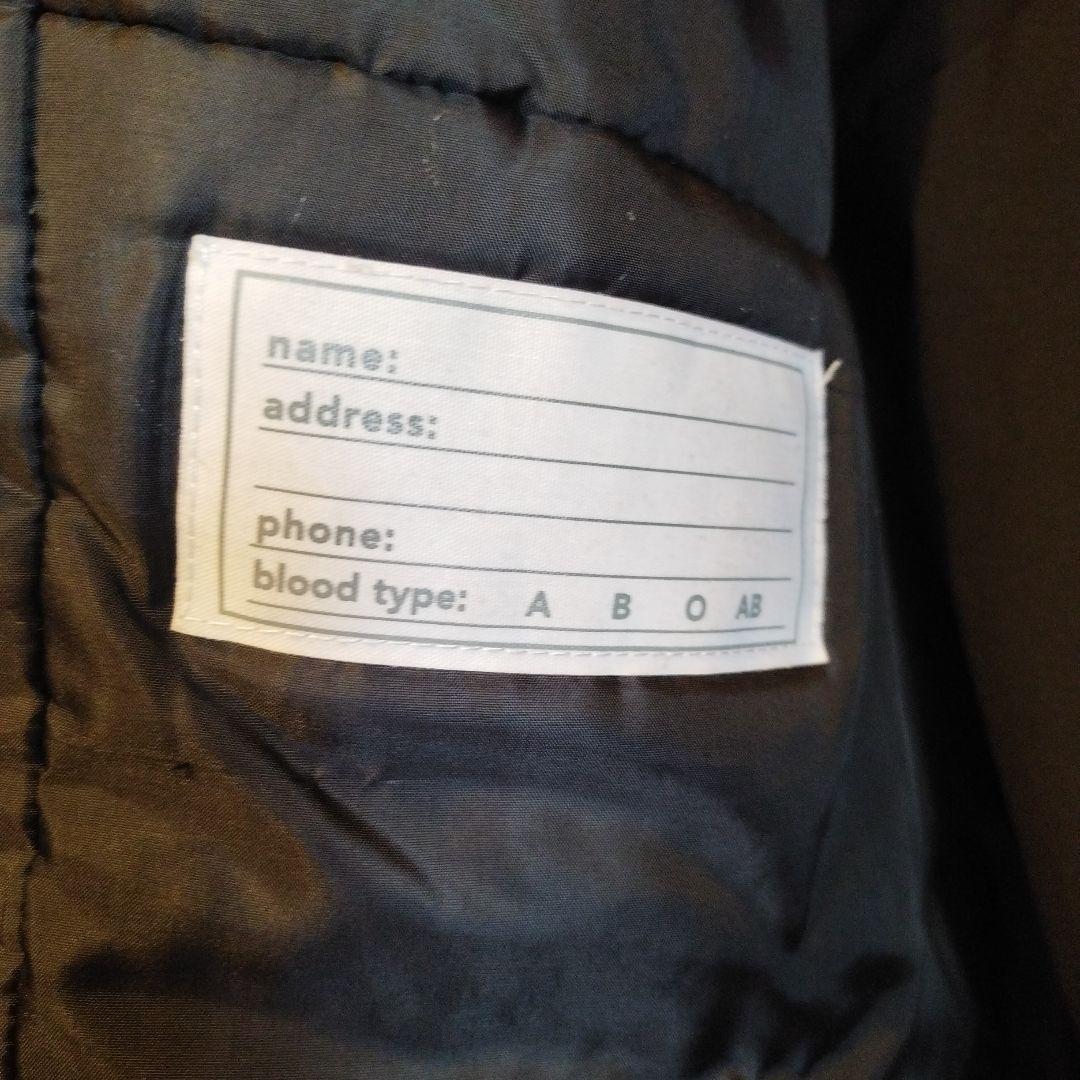 name:
address:
phone:
blood type: A B O AB